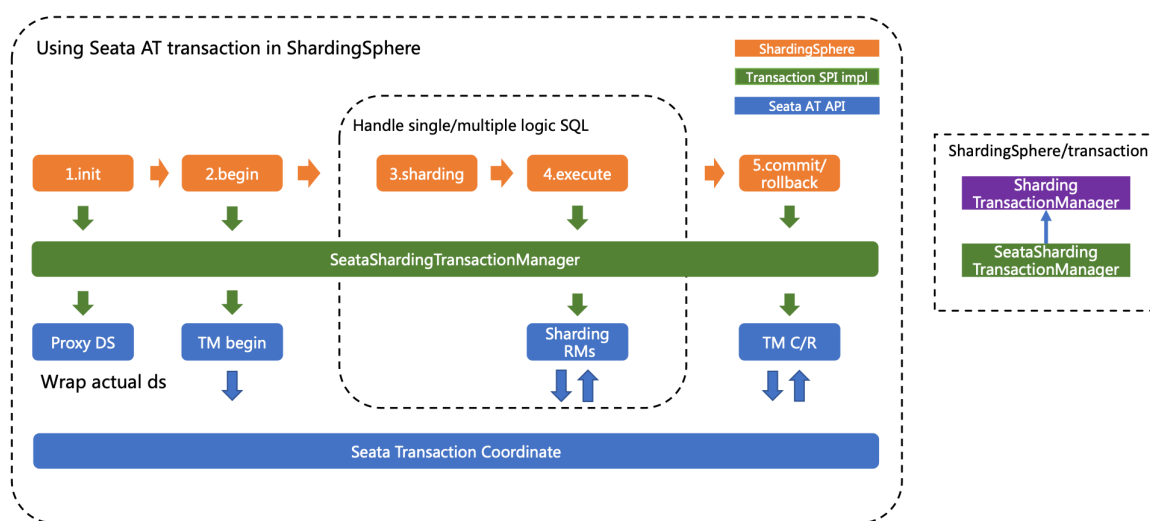 Using Seata AT transaction in ShardingSphere
ShardingSphere
Transaction SPI impl
Seata AT API
Handle single/multiple logic SQL
1.init
2.begin
3.sharding
4.execute
5.commit/
rollback
SeataShardingTransactionManager
Proxy DS
TM begin
Sharding
RMs
TM C/R
Wrap actual ds
Seata Transaction Coordinate
ShardingSphere/transaction
Sharding
TransactionManager
SeataSharding
TransactionManager